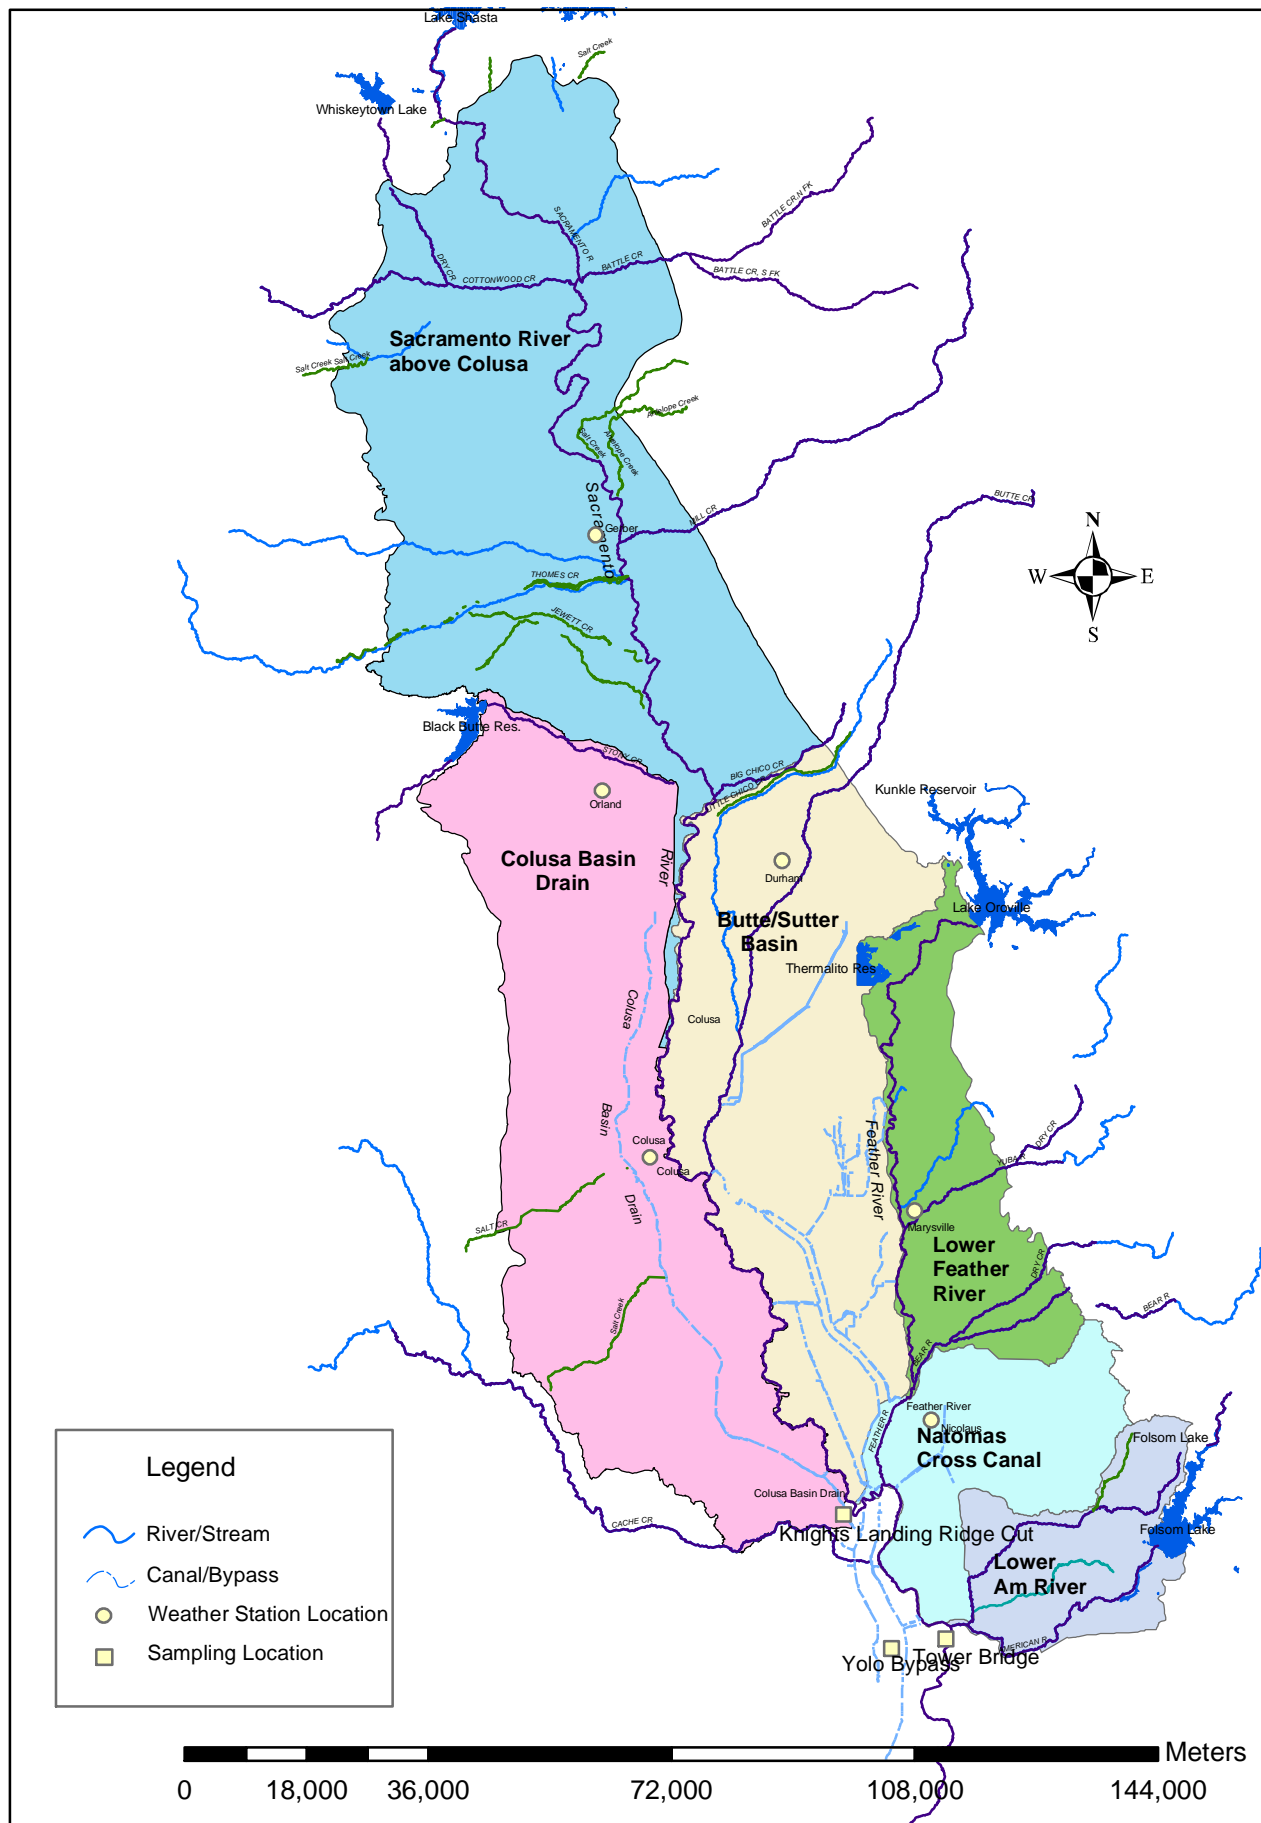 Lake Shasta
Salt Creek
Whiskeytown Lake
BATTLE CR,N FK
SACRAMENTO R
DRY CR
BATTLE CR
BATTLE CR, S FK
COTTONWOOD CR
Sacramento River
above Colusa
Salt Creek
Salt Creek
Antelope Creek
Salt Creek
Antelope Creek
BUTTE CR
Sacramento
MILL CR
Gerber
N
W
E
S
THOMES CR
JEWETT CR
Black Butte Res.
STONY CR
BIG CHICO CR
Kunkle Reservoir
Orland
River
Colusa Basin
Drain
Durham
Lake Oroville
Butte/Sutter
Basin
Thermalito Res
Colusa
Colusa
Basin
Feather River
DRY CR
Colusa
YUBA R
Colusa
Drain
SALT CR
Marysville
Lower
Feather
River
DRY CR
Salt Creek
BEAR R
BEAR R
Feather River
Nicolaus
FEATHER R
Natomas
Cross Canal
Folsom Lake
Colusa Basin Drain
CACHE CR
Knights Landing Ridge Cut
Folsom Lake
Lower
Am River
AMERICAN R
Tower Bridge
Yolo Bypass
Legend
River/Stream
Canal/Bypass
Weather Station Location
Sampling Location
Meters
0 18,000 36,000 72,000 108,000 144,000